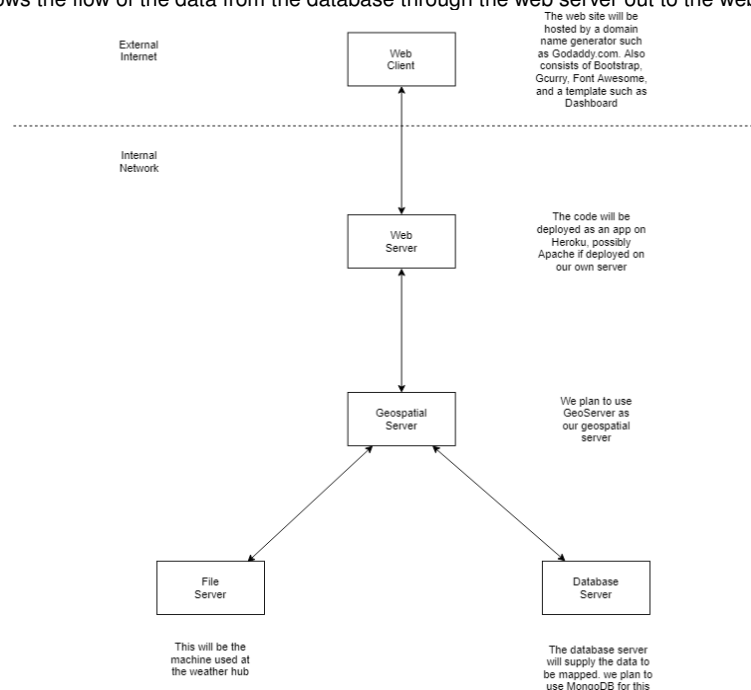 ows the flow of the data from the database through the web server out to the web
External
Internet
Web
Client
The web site will be
hosted by a domain
name generator such
as Godaddy.com. Also
consists of Bootstrap,
Gcurry, Font Awesome,
and a template such as
Dashboard
Internal
Network
Web
Server
The code will be
deployed as an app on
Heroku, possibly
Apache if deployed on
our own server
Geospatial
Server
We plan to use
GeoServer as
our geospatial
server
File
Server
Database
Server
This will be the
machine used at
the weather hub
The database server
will supply the data to
be mapped. we plan to
use MongoDB for this